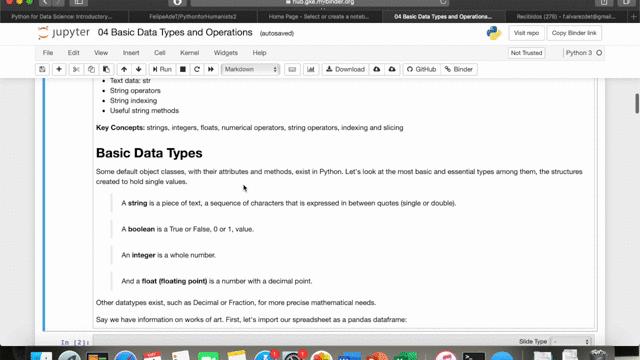 hub.gke.mybinder.org
Python for Data Science: Introductory...
FelipeAdeT/PythonforHumanists2
Home Page - Select or create a noteb...
04 Basic Data Types and Operations...
Recibidos (276) - f.alvarezdet@gmail...
jupyter 04 Basic Data Types and Operations (autosaved)
Visit repo
Copy Binder link
File Edit View Insert Cell Kernel Widgets Help
Not Trusted
Python 3
Run
Markdown
Download
GitHub
Binder
• Text data: str
• String operators
• String indexing
• Useful string methods
Key Concepts: strings, integers, floats, numerical operators, string operators, indexing and slicing
Basic Data Types
Some default object classes, with their attributes and methods, exist in Python. Let's look at the most basic and essential types among them, the structures
created to hold single values.
A string is a piece of text, a sequence of characters that is expressed in between quotes (single or double).
A boolean is a True or False, 0 or 1, value.
An integer is a whole number.
And a float (floating point) is a number with a decimal point.
Other datatypes exist, such as Decimal or Fraction, for more precise mathematical needs.
Say we have information on works of art. First, let's import our spreadsheet as a pandas dataframe:
Slide Type -
In [2]: